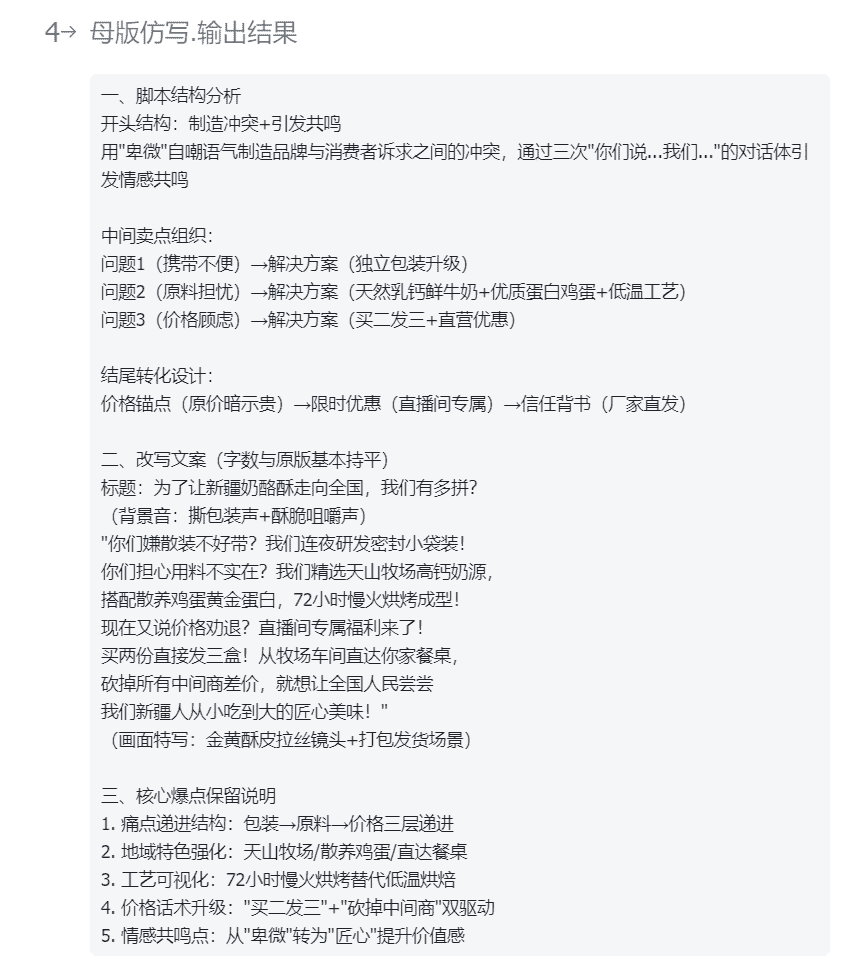 4→ 母版仿写.输出结果
一、脚本结构分析
开头结构：制造冲突+引发共鸣
用"卑微"自嘲语气制造品牌与消费者诉求之间的冲突，通过三次"你们说...我们..."的对话体引
发情感共鸣
中间卖点组织：
问题1（携带不便）→解决方案（独立包装升级）
问题2（原料担忧）→解决方案（天然乳钙鲜牛奶+优质蛋白鸡蛋+低温工艺）
问题3（价格顾虑）→解决方案（买二发三+直营优惠）
结尾转化设计：
价格锚点（原价暗示贵）→限时优惠（直播间专属）→信任背书（厂家直发）
二、改写文案（字数与原版基本持平）
标题：为了让新疆奶酪酥走向全国，我们有多拼？
（背景音：撕包装声+酥脆咀嚼声）
"你们嫌散装不好带？我们连夜研发密封小袋装！
你们担心用料不实在？我们精选天山牧场高钙奶源，
搭配散养鸡蛋黄金蛋白，72小时慢火烘烤成型！
现在又说价格劝退？直播间专属福利来了！
买两份直接发三盒！从牧场车间直达你家餐桌，
砍掉所有中间商差价，就想让全国人民尝尝
我们新疆人从小吃到大的匠心美味！"
（画面特写：金黄酥皮拉丝镜头+打包发货场景）
三、核心爆点保留说明
1. 痛点递进结构：包装→原料→价格三层递进
2. 地域特色强化：天山牧场/散养鸡蛋/直达餐桌
3. 工艺可视化：72小时慢火烘烤替代低温烘焙
4. 价格话术升级："买二发三"+"砍掉中间商"双驱动
5. 情感共鸣点：从"卑微"转为"匠心"提升价值感